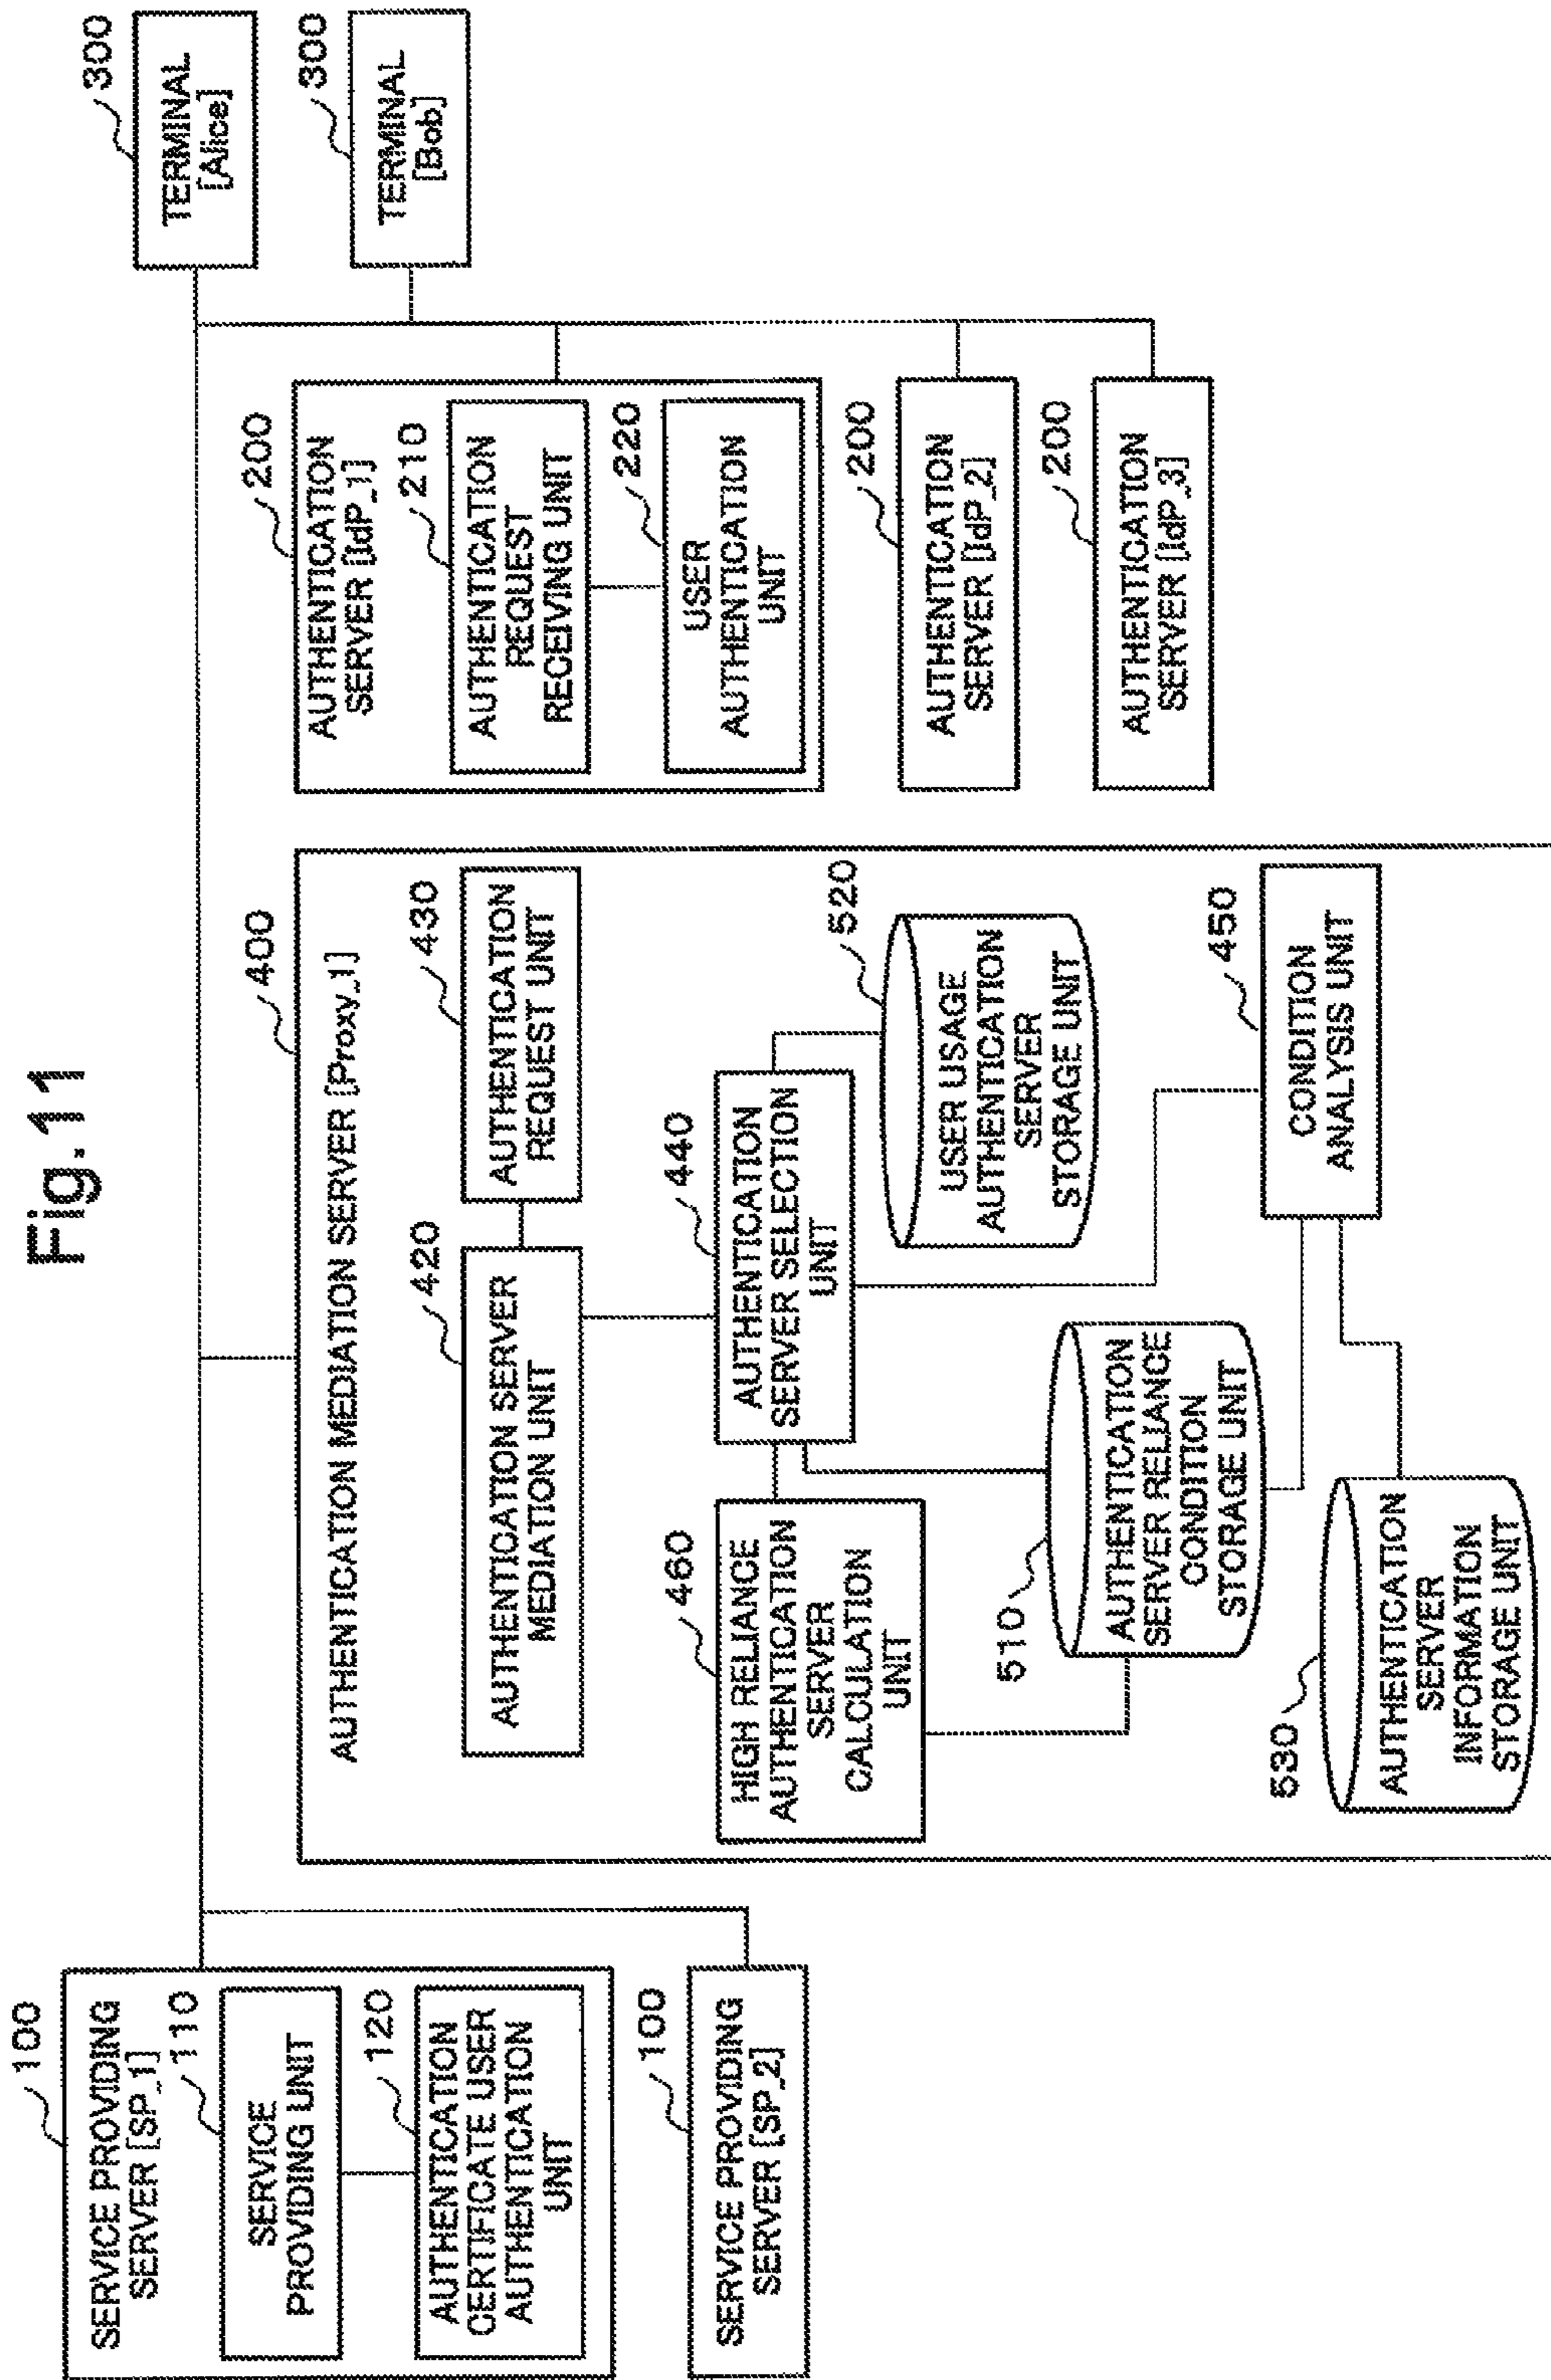 Fig.11
100
SERVICE PROVIDING
SERVER [SP_1]
110
SERVICE
PROVIDING UNIT
120
AUTHENTICATION
CERTIFICATE USER
AUTHENTICATION
UNIT
100
SERVICE PROVIDING
SERVER [SP_2]
400
AUTHENTICATION MEDIATION SERVER [Proxy_1]
420
AUTHENTICATION SERVER
MEDIATION UNIT
430
AUTHENTICATION
REQUEST UNIT
460
HIGH RELIANCE
AUTHENTICATION
SERVER
CALCULATION
UNIT
440
AUTHENTICATION
SERVER SELECTION
UNIT
520
USER USAGE
AUTHENTICATION
SERVER
STORAGE UNIT
510
AUTHENTICATION
SERVER RELIANCE
CONDITION
STORAGE UNIT
450
CONDITION
ANALYSIS UNIT
530
AUTHENTICATION
SERVER
INFORMATION
STORAGE UNIT
200
AUTHENTICATION
SERVER [IdP_1]
210
AUTHENTICATION
REQUEST
RECEIVING UNIT
220
USER
AUTHENTICATION
UNIT
200
AUTHENTICATION
SERVER [IdP_2]
200
AUTHENTICATION
SERVER [IdP_3]
300
TERMINAL
[Alice]
300
TERMINAL
[Bob]